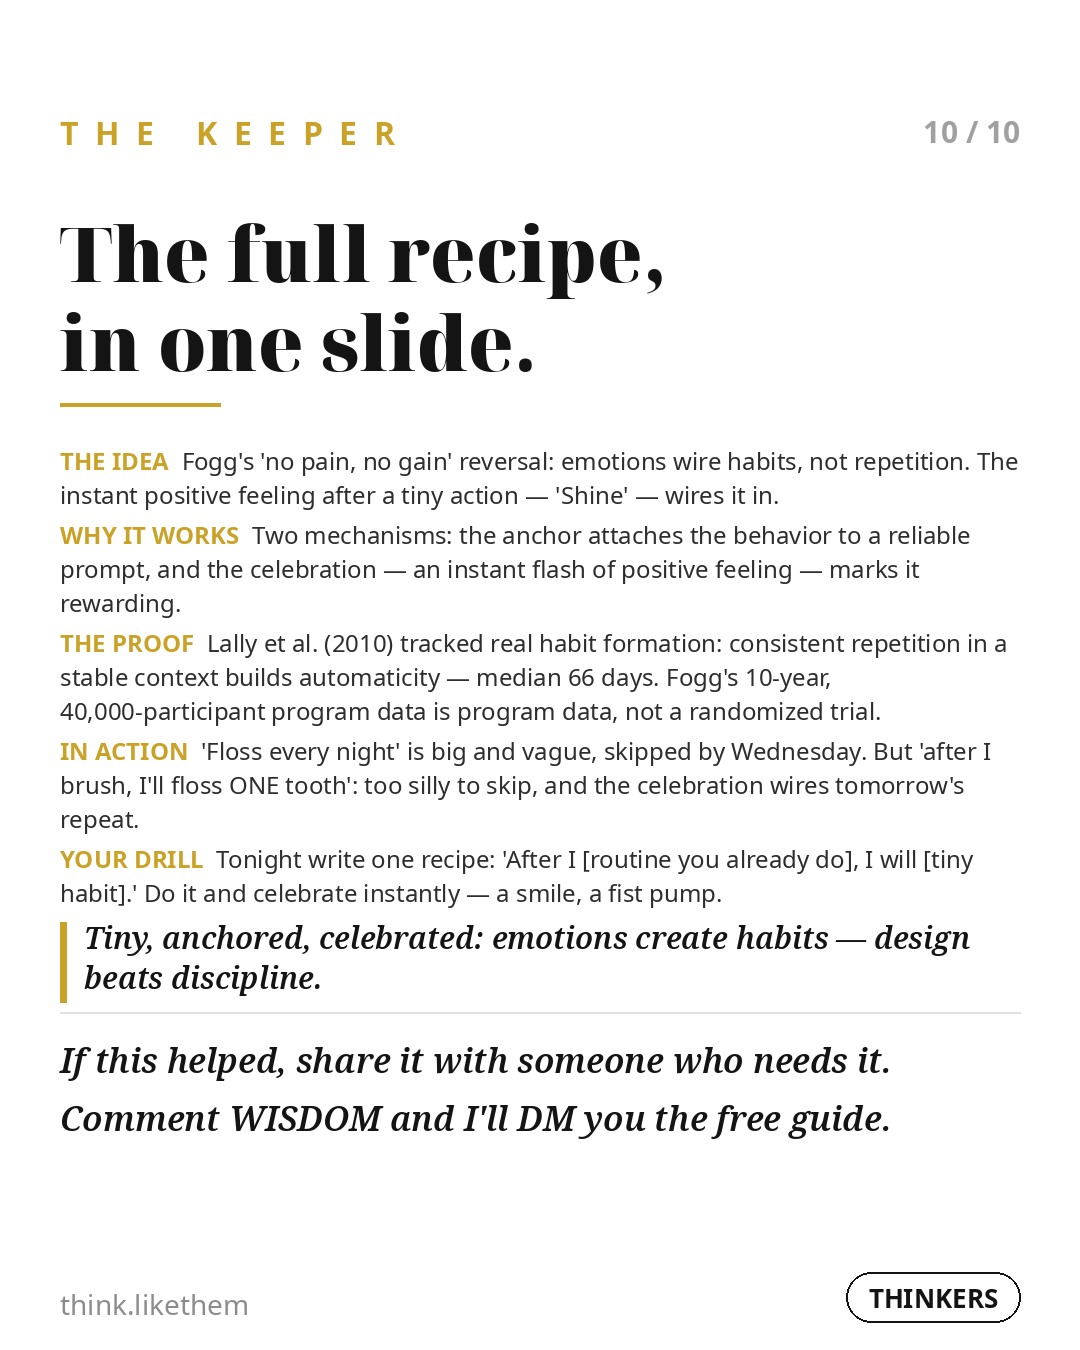 THE KEEPER
10 / 10
The full recipe,
in one slide.
THE IDEA Fogg's 'no pain, no gain' reversal: emotions wire habits, not repetition. The
instant positive feeling after a tiny action — 'Shine' — wires it in.
WHY IT WORKS Two mechanisms: the anchor attaches the behavior to a reliable
prompt, and the celebration — an instant flash of positive feeling — marks it
rewarding.
THE PROOF Lally et al. (2010) tracked real habit formation: consistent repetition in a
stable context builds automaticity — median 66 days. Fogg's 10-year,
40,000-participant program data is program data, not a randomized trial.
IN ACTION 'Floss every night' is big and vague, skipped by Wednesday. But 'after I
brush, I'll floss ONE tooth': too silly to skip, and the celebration wires tomorrow's
repeat.
YOUR DRILL Tonight write one recipe: 'After I [routine you already do], I will [tiny
habit].' Do it and celebrate instantly — a smile, a fist pump.
Tiny, anchored, celebrated: emotions create habits — design
beats discipline.
If this helped, share it with someone who needs it.
Comment WISDOM and I'll DM you the free guide.
think.likethem
THINKERS